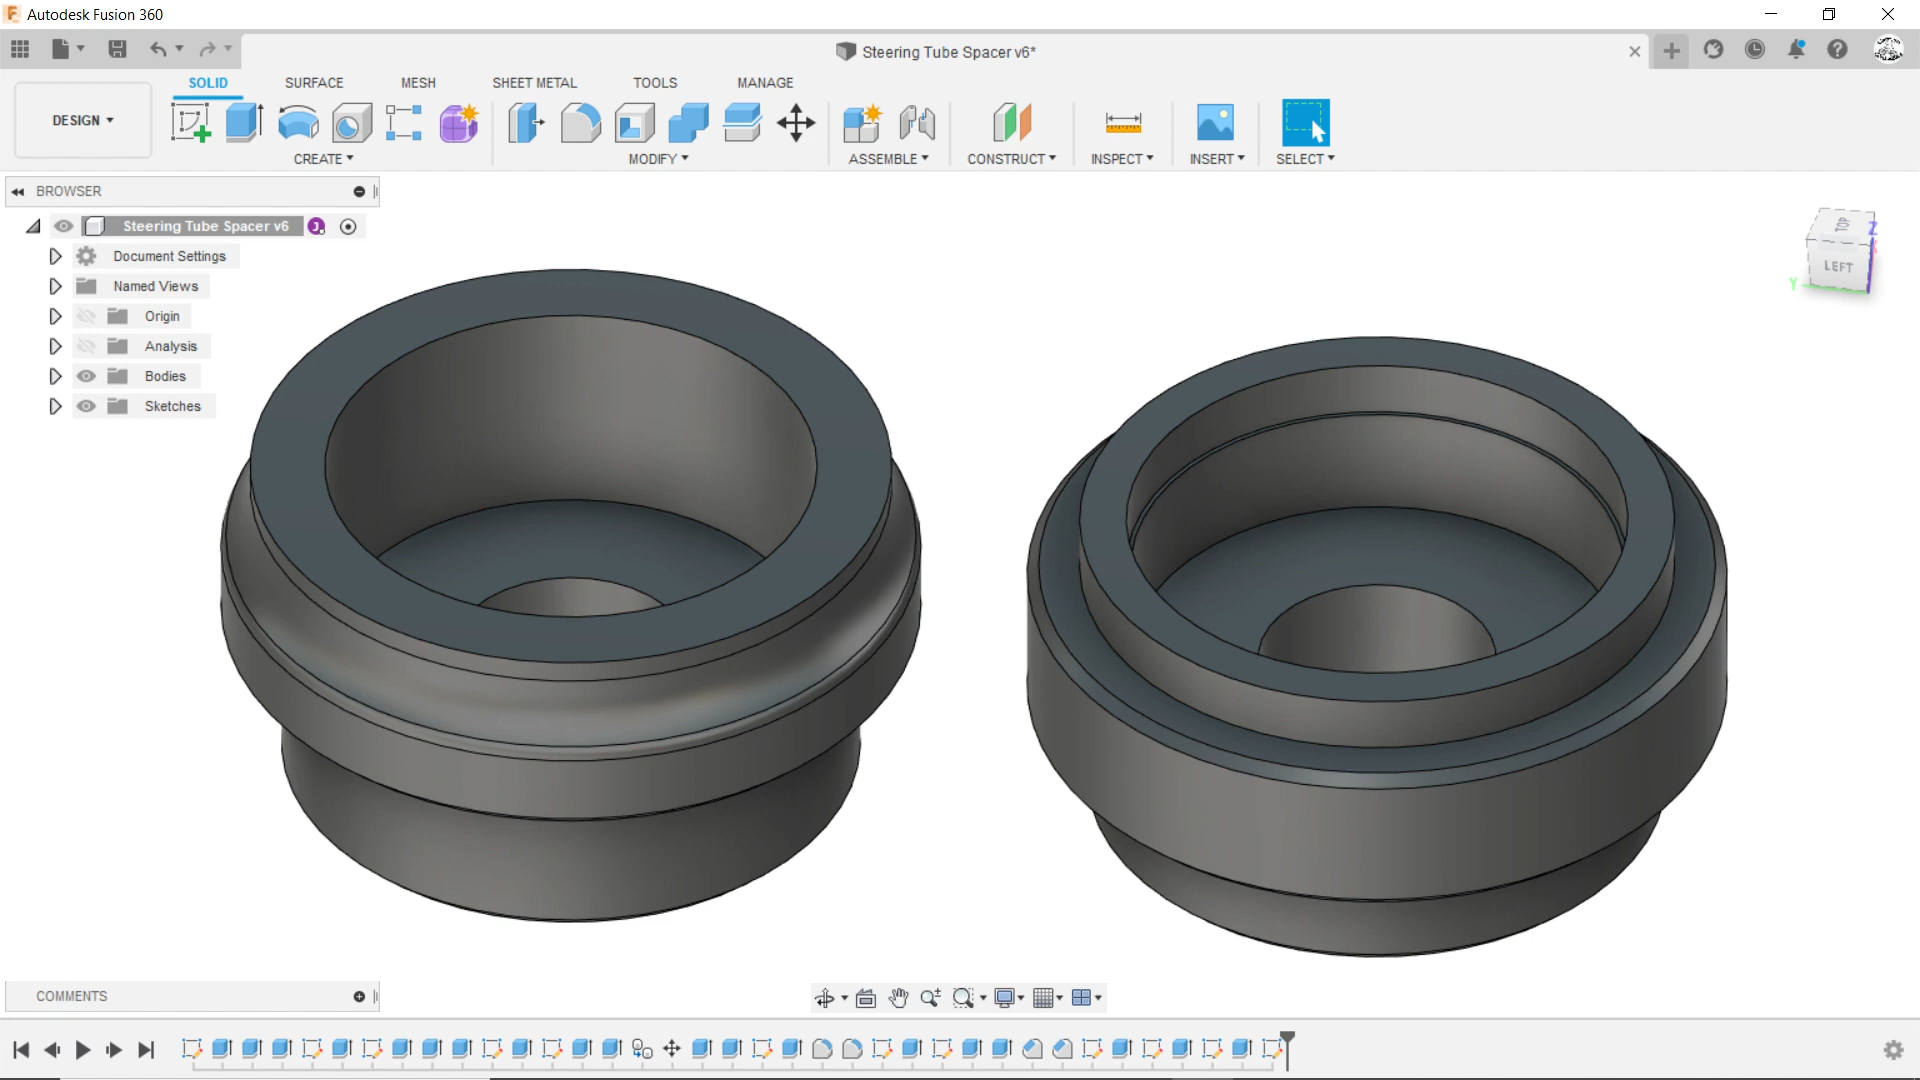 Autodesk Fusion 360
Steering Tube Spacer v6*
SOLID SURFACE MESH SHEET METAL TOOLS MANAGE
DESIGN
CREATE MODIFY ASSEMBLE CONSTRUCT INSPECT INSERT SELECT
BROWSER
Steering Tube Spacer v6
Document Settings
Named Views
Origin
Analysis
Bodies
Sketches
TOP
Z
LEFT
Y
COMMENTS